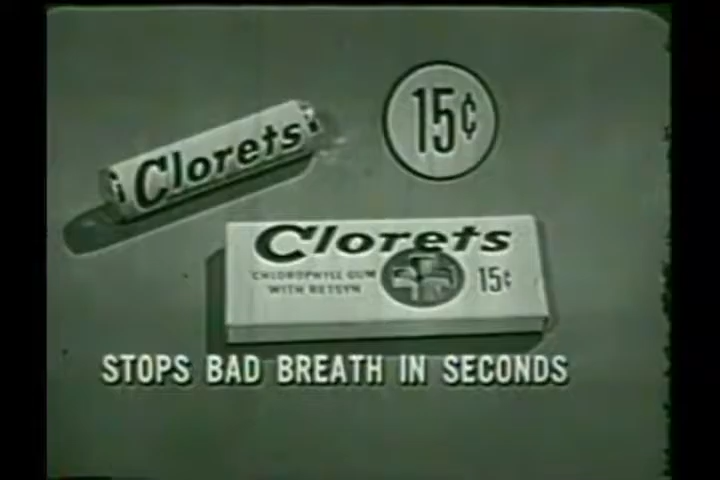 Clorets
15¢
Clorets
CHLOROPHYLL GUM
WITH RETSYN
15¢
STOPS BAD BREATH IN SECONDS